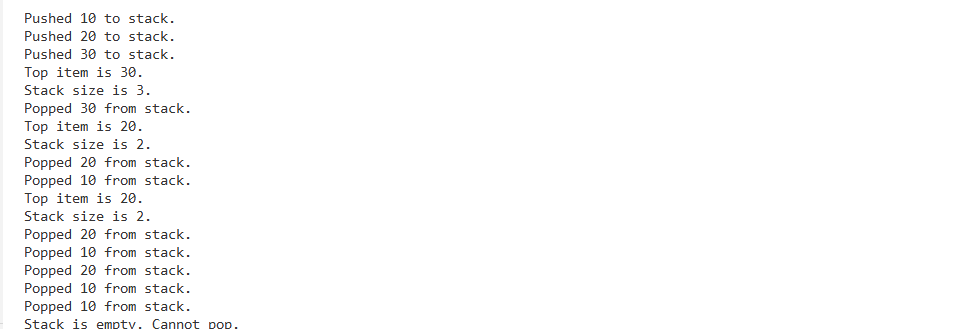 Pushed 10 to stack.
Pushed 20 to stack.
Pushed 30 to stack.
Top item is 30.
Stack size is 3.
Popped 30 from stack.
Top item is 20.
Stack size is 2.
Popped 20 from stack.
Popped 10 from stack.
Top item is 20.
Stack size is 2.
Popped 20 from stack.
Popped 10 from stack.
Popped 20 from stack.
Popped 10 from stack.
Popped 10 from stack.
Stack is empty. Cannot pop.